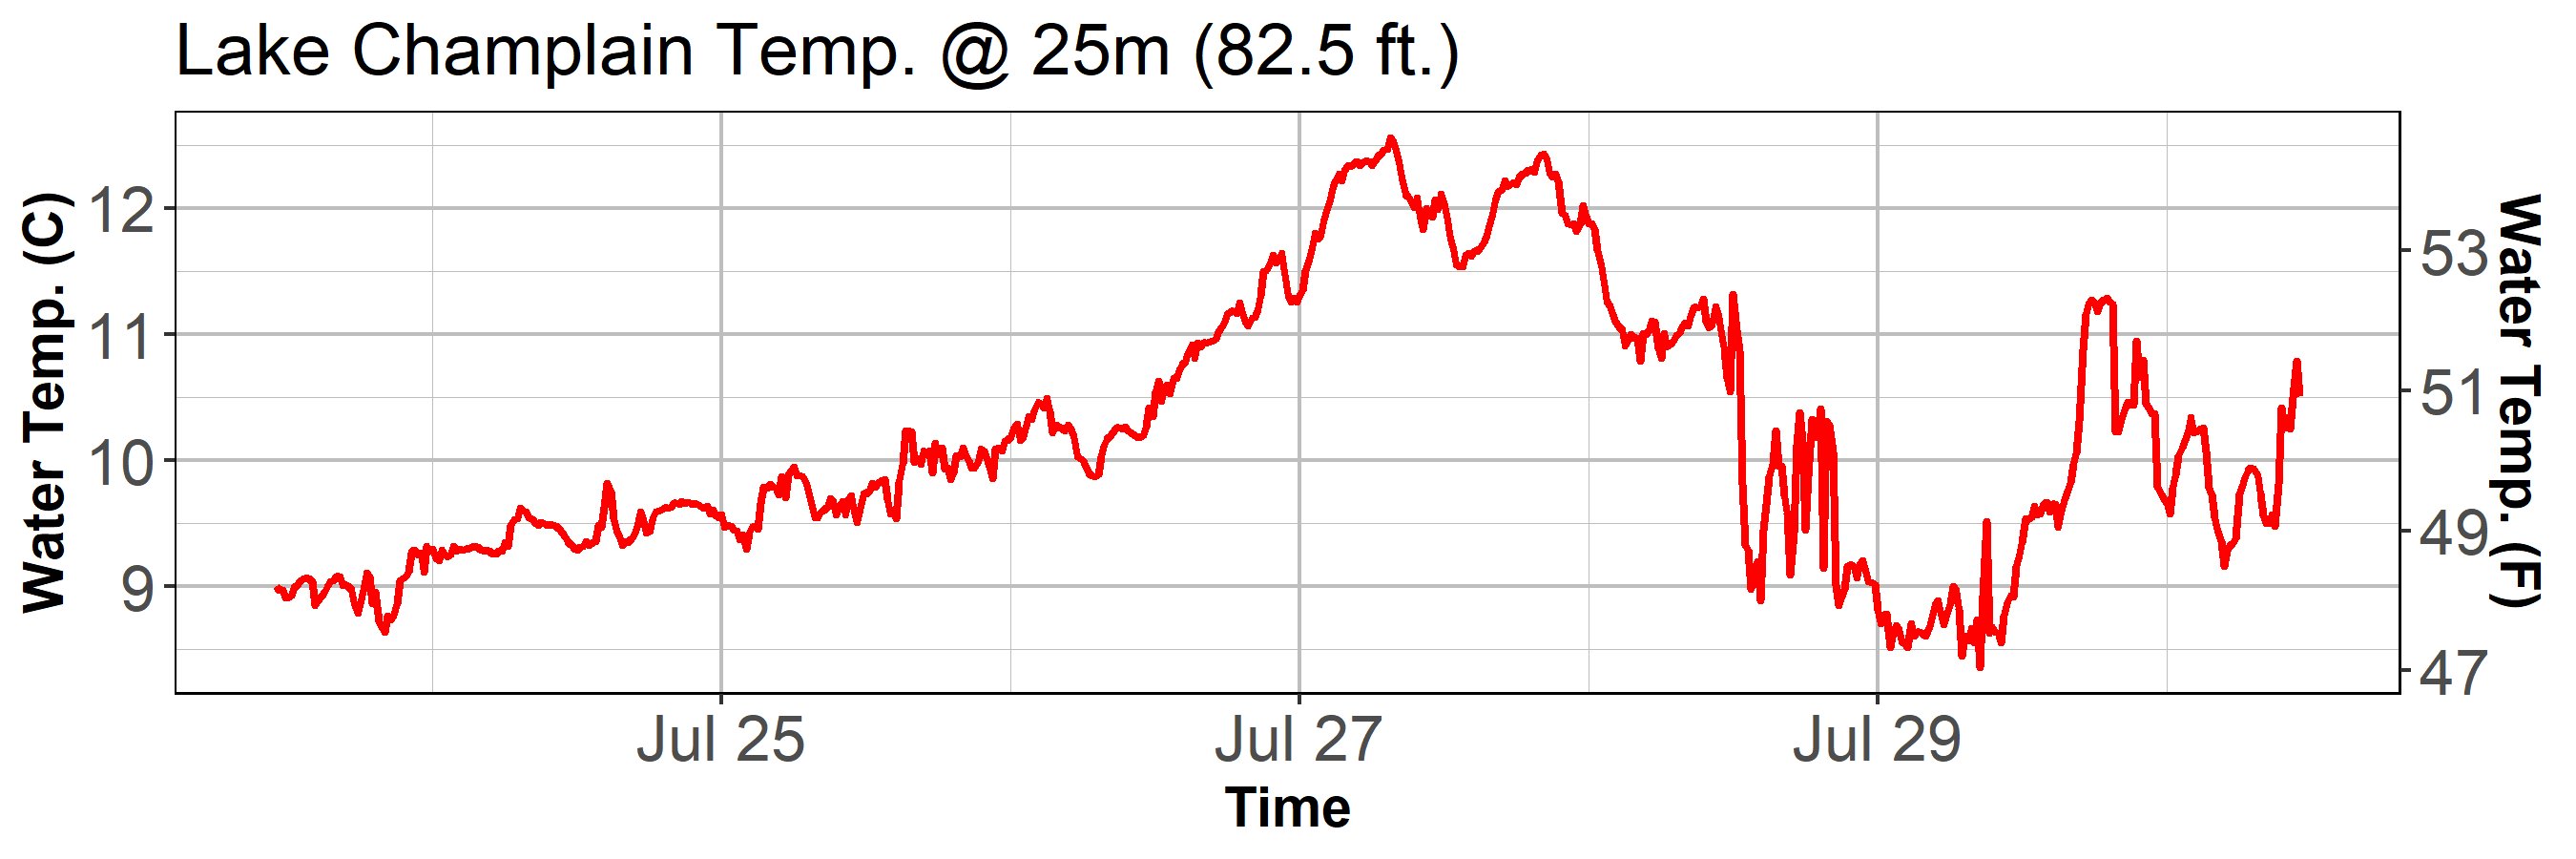 Lake Champlain Temp. @ 25m (82.5 ft.)
Water Temp. (C)
12
11
10
9
53
51
49
47
Water Temp. (F)
Jul 25
Jul 27
Jul 29
Time